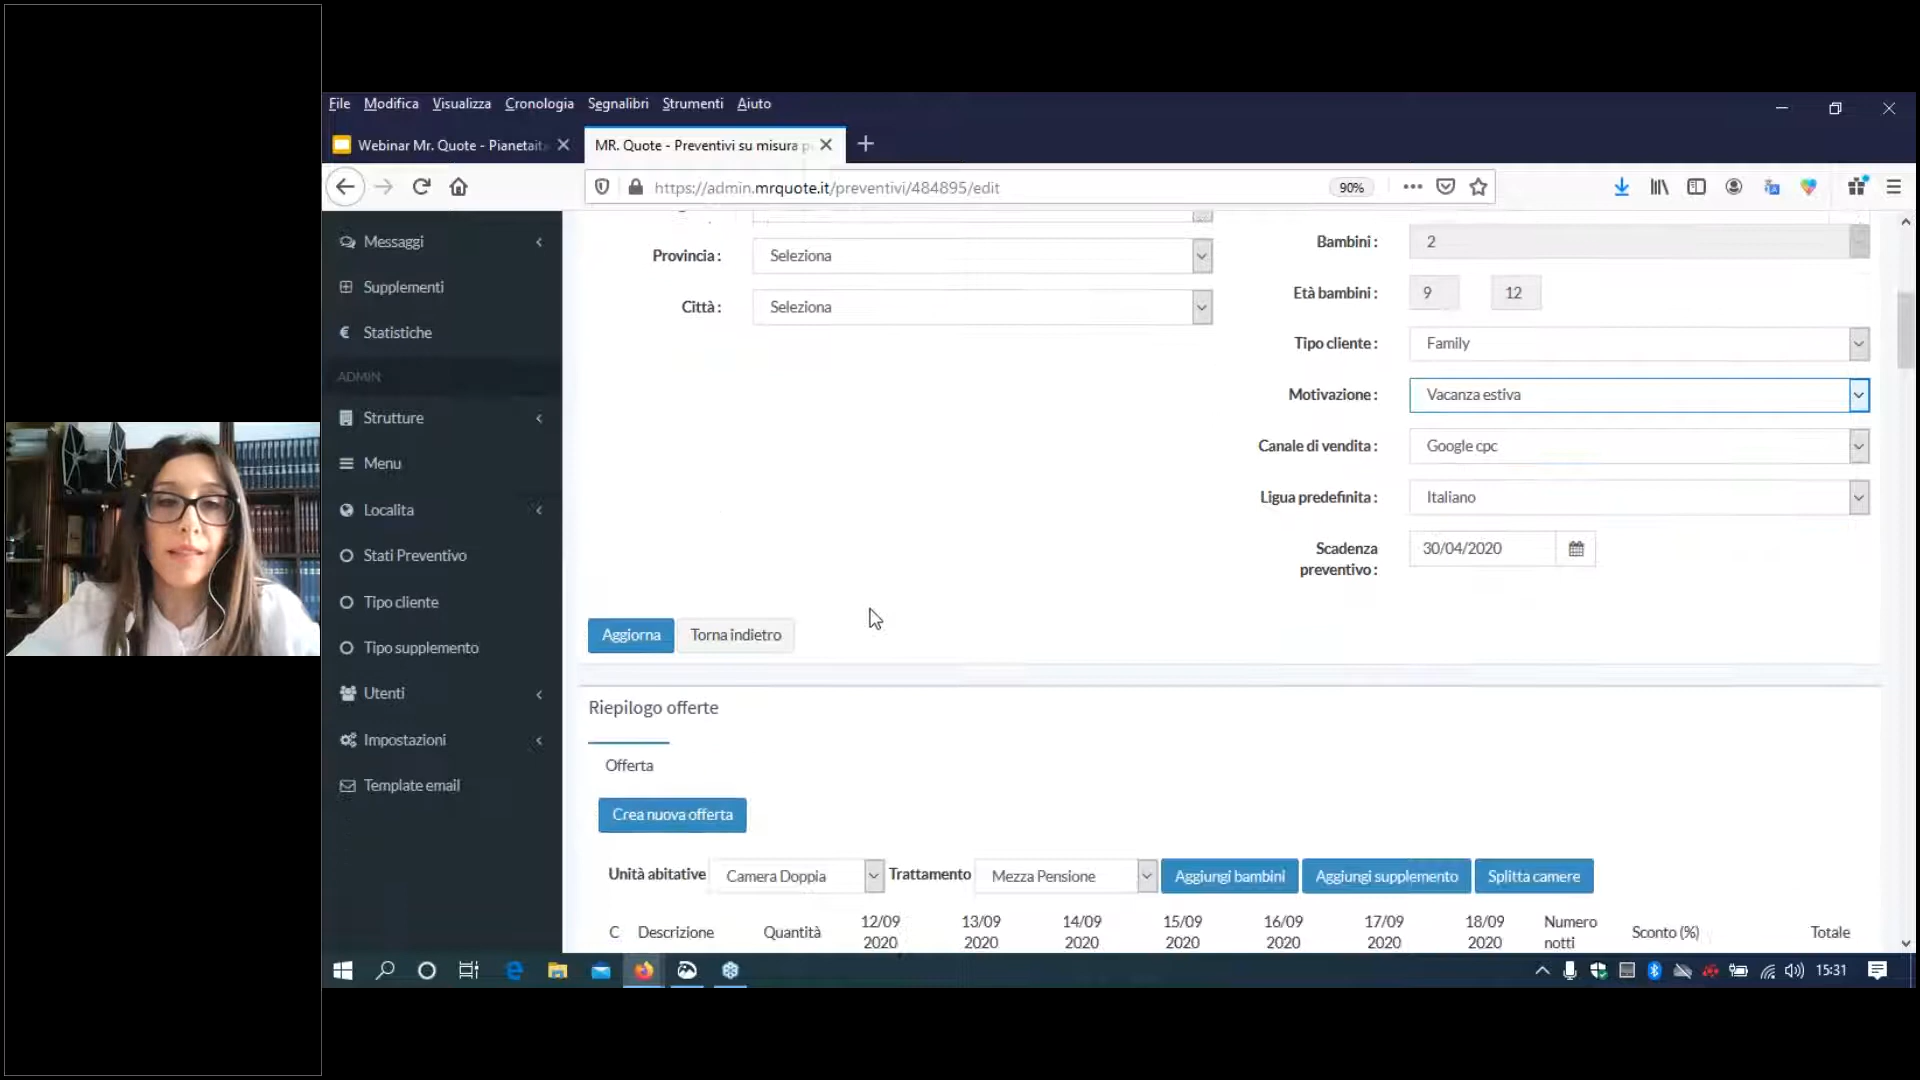 File Modifica Visualizza Cronologia Segnalibri Strumenti Aiuto
Webinar Mr. Quote - Pianetait
MR. Quote - Preventivi su misura p
https://admin.mrquote.it/preventivi/484895/edit 90%
Messaggi
Supplementi
Statistiche
ADMIN
Strutture
Menu
Localita
Stati Preventivo
Tipo cliente
Tipo supplemento
Utenti
Impostazioni
Template email
Provincia : Seleziona
Città : Seleziona
Bambini : 2
Età bambini : 9 12
Tipo cliente : Family
Motivazione : Vacanza estiva
Canale di vendita : Google cpc
Ligua predefinita : Italiano
Scadenza preventivo : 30/04/2020
Aggiorna Torna indietro
Riepilogo offerte
Offerta
Crea nuova offerta
Unità abitative Camera Doppia Trattamento Mezza Pensione Aggiungi bambini Aggiungi supplemento Splitta camere
C Descrizione Quantità 12/09 2020 13/09 2020 14/09 2020 15/09 2020 16/09 2020 17/09 2020 18/09 2020 Numero notti Sconto (%) Totale
15:31